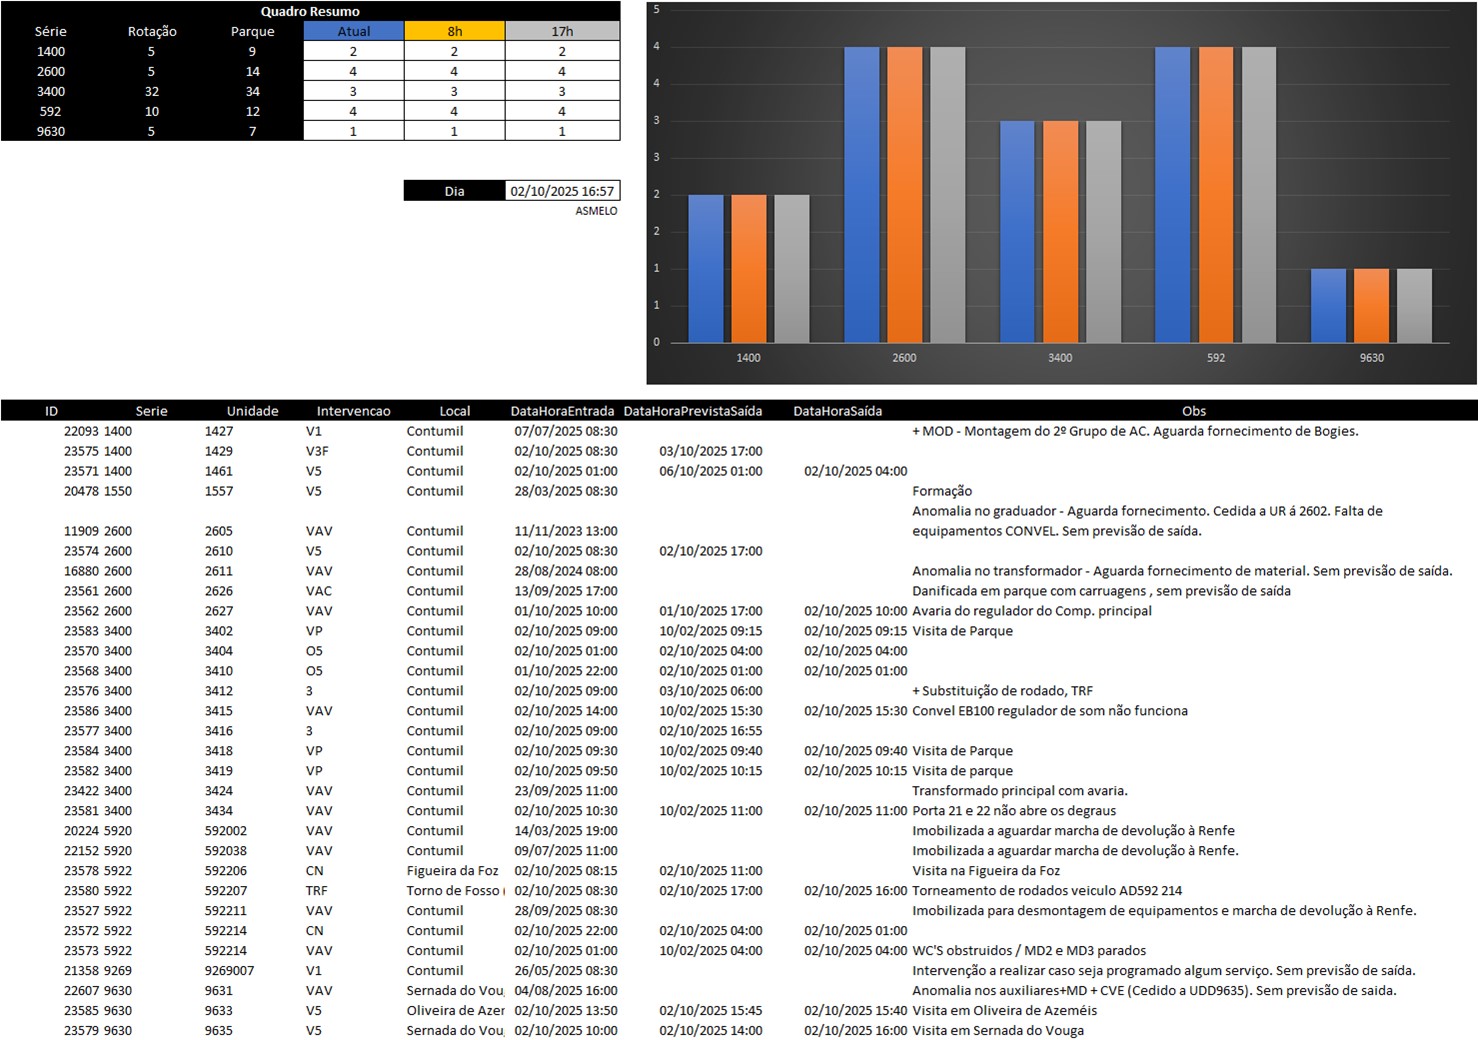 Quadro Resumo
Série Rotação Parque Atual 8h 17h
1400 5 9 2 2 2
2600 5 14 4 4 4
3400 32 34 3 3 3
592 10 12 4 4 4
9630 5 7 1 1 1
Dia 02/10/2025 16:57
ASMELO
5
4
4
3
3
2
2
1
1
0
1400 2600 3400 592 9630
ID Serie Unidade Intervencao Local DataHoraEntrada DataHoraPrevistaSaída DataHoraSaída Obs
22093 1400 1427 V1 Contumil 07/07/2025 08:30 + MOD - Montagem do 2º Grupo de AC. Aguarda fornecimento de Bogies.
23575 1400 1429 V3F Contumil 02/10/2025 08:30 03/10/2025 17:00
23571 1400 1461 V5 Contumil 02/10/2025 01:00 06/10/2025 01:00 02/10/2025 04:00
20478 1550 1557 V5 Contumil 28/03/2025 08:30 Formação
Anomalia no graduador - Aguarda fornecimento. Cedida a UR á 2602. Falta de
11909 2600 2605 VAV Contumil 11/11/2023 13:00 equipamentos CONVEL. Sem previsão de saída.
23574 2600 2610 V5 Contumil 02/10/2025 08:30 02/10/2025 17:00
16880 2600 2611 VAV Contumil 28/08/2024 08:00 Anomalia no transformador - Aguarda fornecimento de material. Sem previsão de saída.
23561 2600 2626 VAC Contumil 13/09/2025 17:00 Danificada em parque com carruagens , sem previsão de saída
23562 2600 2627 VAV Contumil 01/10/2025 10:00 01/10/2025 17:00 02/10/2025 10:00 Avaria do regulador do Comp. principal
23583 3400 3402 VP Contumil 02/10/2025 09:00 10/02/2025 09:15 02/10/2025 09:15 Visita de Parque
23570 3400 3404 O5 Contumil 02/10/2025 01:00 02/10/2025 04:00 02/10/2025 04:00
23568 3400 3410 O5 Contumil 01/10/2025 22:00 02/10/2025 01:00 02/10/2025 01:00
23576 3400 3412 3 Contumil 02/10/2025 09:00 03/10/2025 06:00 + Substituição de rodado, TRF
23586 3400 3415 VAV Contumil 02/10/2025 14:00 10/02/2025 15:30 02/10/2025 15:30 Convel EB100 regulador de som não funciona
23577 3400 3416 3 Contumil 02/10/2025 09:00 02/10/2025 16:55
23584 3400 3418 VP Contumil 02/10/2025 09:30 10/02/2025 09:40 02/10/2025 09:40 Visita de Parque
23582 3400 3419 VP Contumil 02/10/2025 09:50 10/02/2025 10:15 02/10/2025 10:15 Visita de parque
23422 3400 3424 VAV Contumil 23/09/2025 11:00 Transformado principal com avaria.
23581 3400 3434 VAV Contumil 02/10/2025 10:30 10/02/2025 11:00 02/10/2025 11:00 Porta 21 e 22 não abre os degraus
20224 5920 592002 VAV Contumil 14/03/2025 19:00 Imobilizada a aguardar marcha de devolução à Renfe
22152 5920 592038 VAV Contumil 09/07/2025 11:00 Imobilizada a aguardar marcha de devolução à Renfe.
23578 5922 592206 CN Figueira da Foz 02/10/2025 08:15 02/10/2025 11:00 Visita na Figueira da Foz
23580 5922 592207 TRF Torno de Fosso ( 02/10/2025 08:30 02/10/2025 17:00 02/10/2025 16:00 Torneamento de rodados veiculo AD592 214
23527 5922 592211 VAV Contumil 28/09/2025 08:30 Imobilizada para desmontagem de equipamentos e marcha de devolução à Renfe.
23572 5922 592214 CN Contumil 02/10/2025 22:00 02/10/2025 04:00 02/10/2025 01:00
23573 5922 592214 VAV Contumil 02/10/2025 01:00 10/02/2025 04:00 02/10/2025 04:00 WC'S obstruidos / MD2 e MD3 parados
21358 9269 9269007 V1 Contumil 26/05/2025 08:30 Intervenção a realizar caso seja programado algum serviço. Sem previsão de saída.
22607 9630 9631 VAV Sernada do Vou 04/08/2025 16:00 Anomalia nos auxiliares+MD + CVE (Cedido a UDD9635). Sem previsão de saida.
23585 9630 9633 V5 Oliveira de Azer 02/10/2025 13:50 02/10/2025 15:45 02/10/2025 15:40 Visita em Oliveira de Azeméis
23579 9630 9635 V5 Sernada do Vou 02/10/2025 10:00 02/10/2025 14:00 02/10/2025 16:00 Visita em Sernada do Vouga